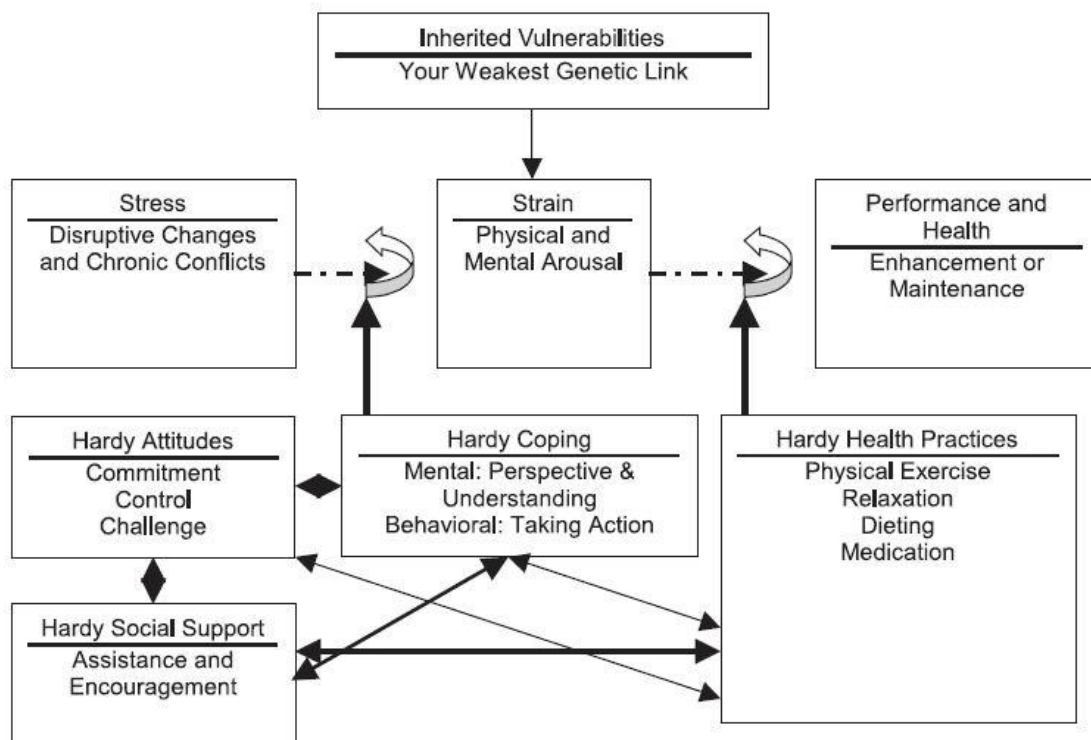 Inherited Vulnerabilities
Your Weakest Genetic Link
Stress
Disruptive Changes
and Chronic Conflicts
Strain
Physical and
Mental Arousal
Performance and
Health
Enhancement or
Maintenance
Hardy Attitudes
Commitment
Control
Challenge
Hardy Coping
Mental: Perspective &
Understanding
Behavioral: Taking Action
Hardy Health Practices
Physical Exercise
Relaxation
Dieting
Medication
Hardy Social Support
Assistance and
Encouragement